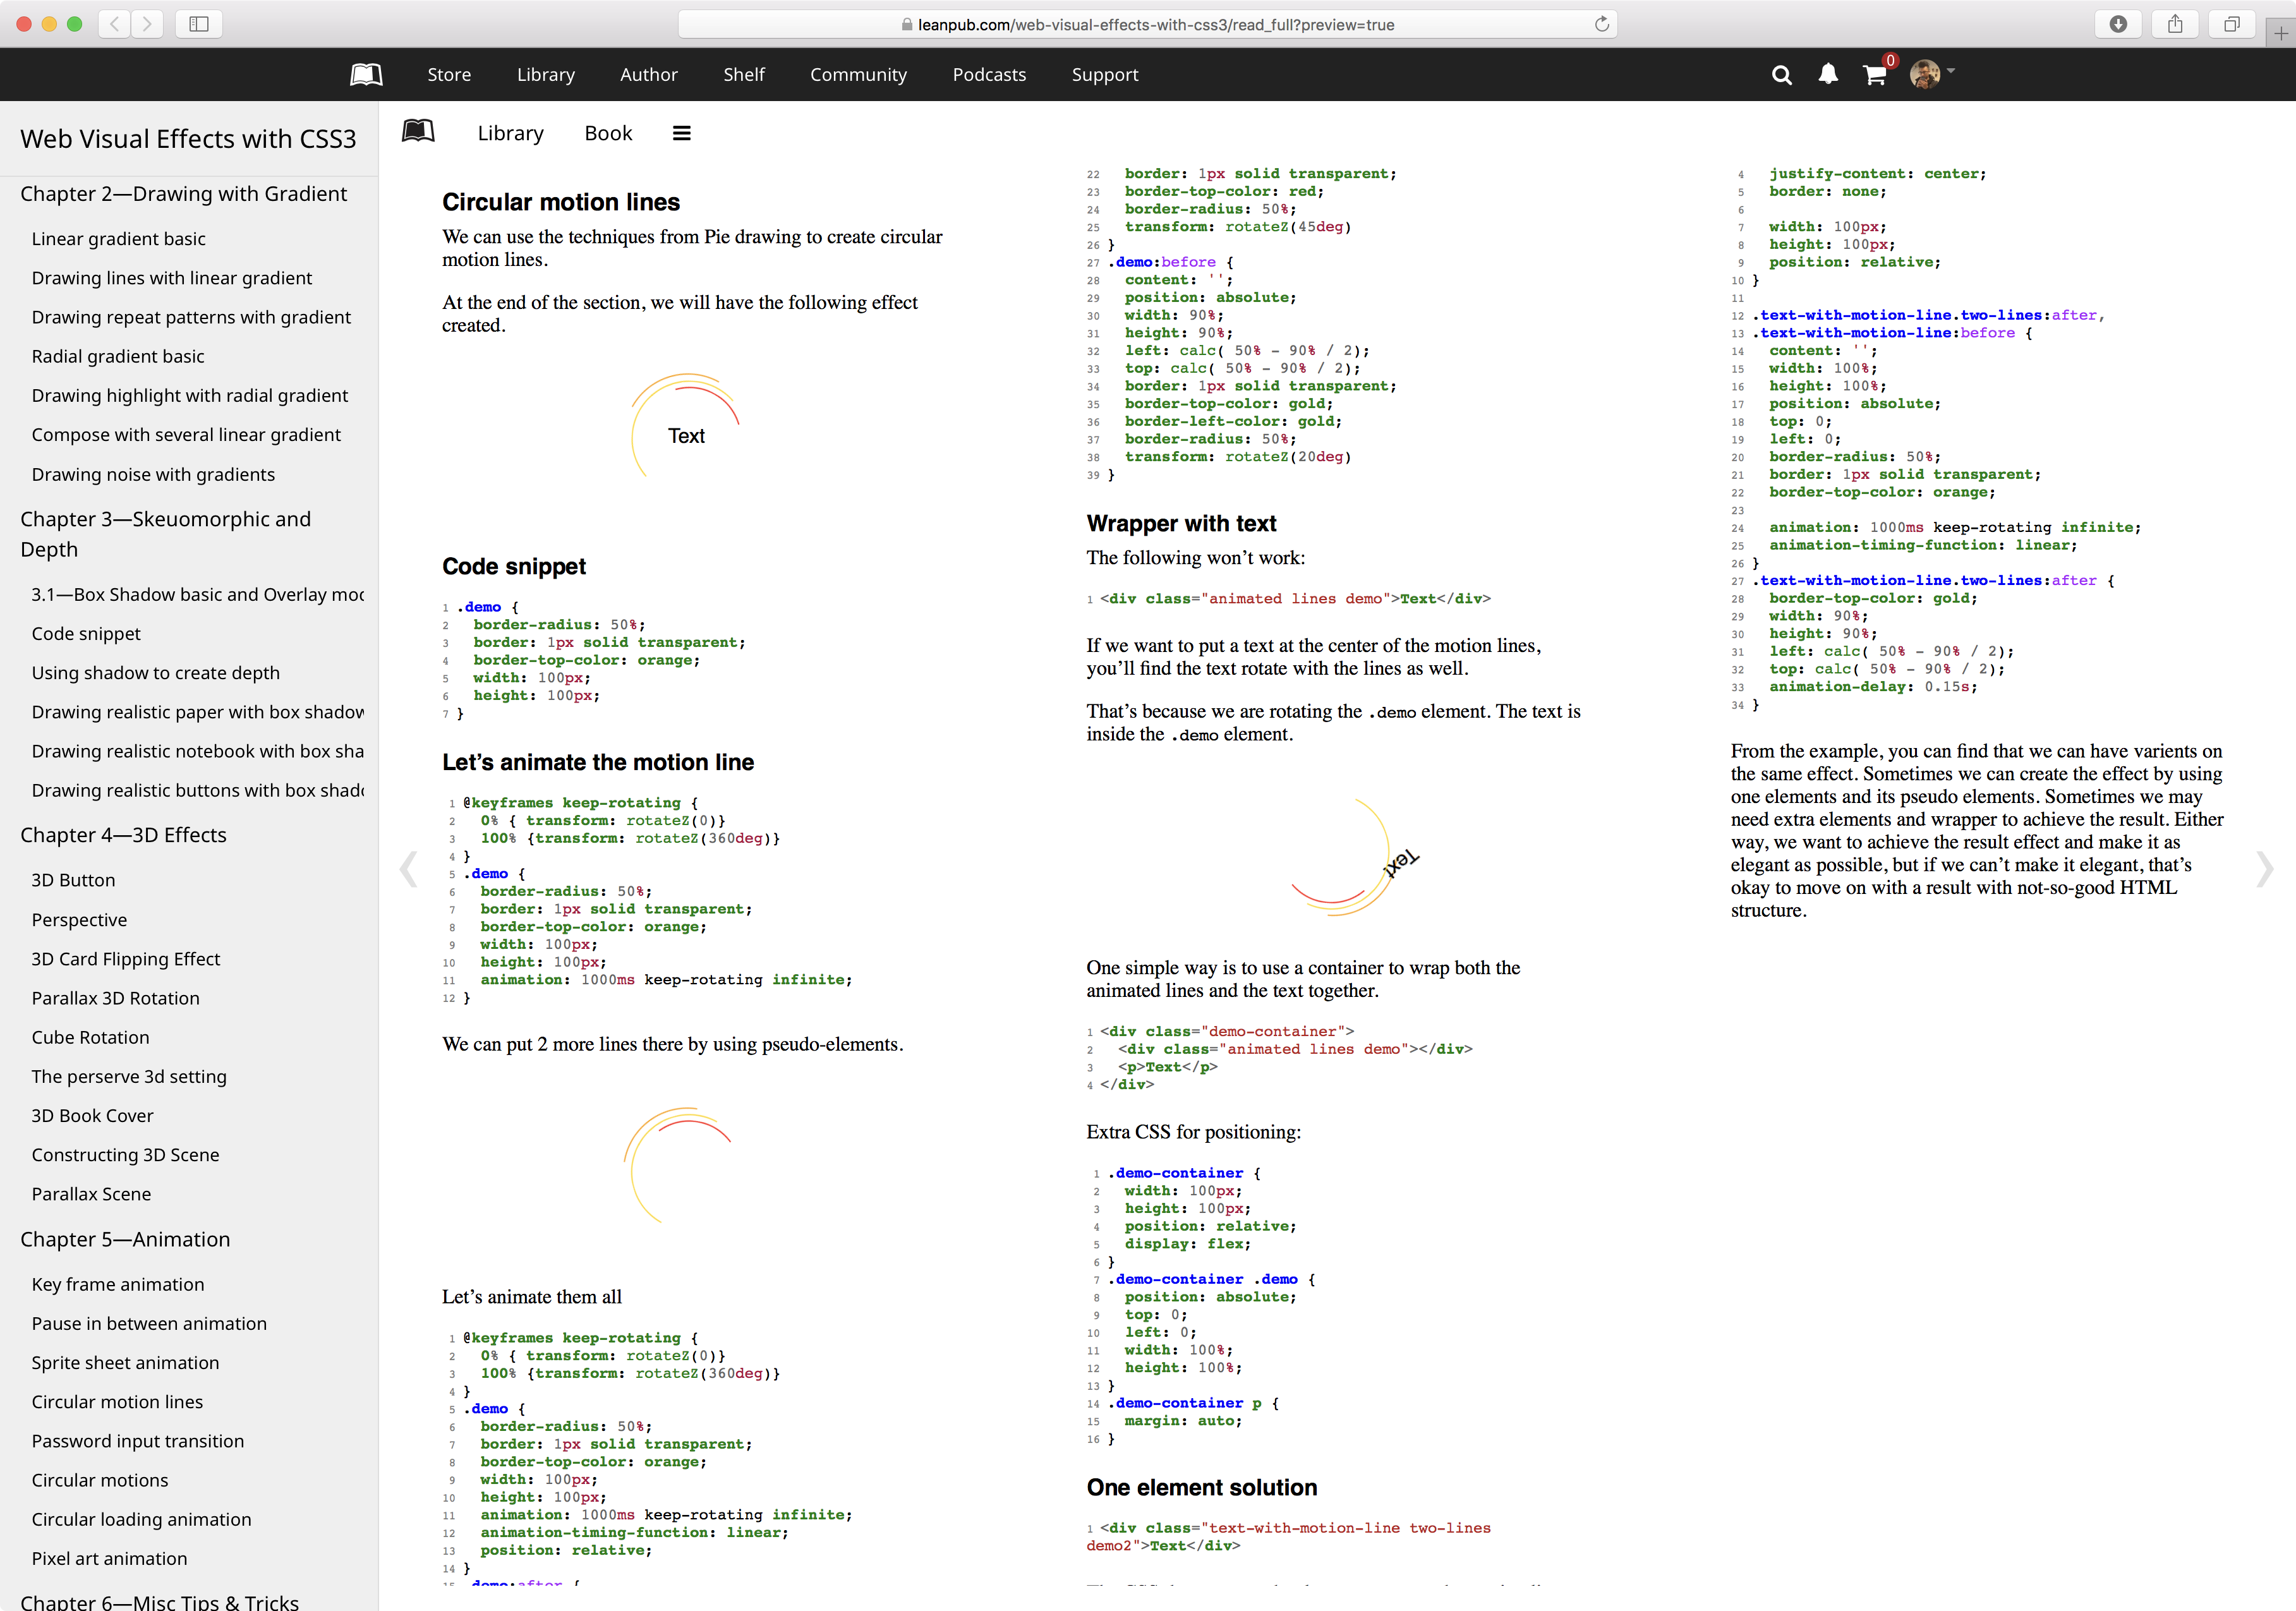 leanpub.com/web-visual-effects-with-css3/read_full?preview=true
Store Library Author Shelf Community Podcasts Support
0
Web Visual Effects with CSS3
Chapter 2—Drawing with Gradient
Linear gradient basic
Drawing lines with linear gradient
Drawing repeat patterns with gradient
Radial gradient basic
Drawing highlight with radial gradient
Compose with several linear gradient
Drawing noise with gradients
Chapter 3—Skeuomorphic and
Depth
3.1—Box Shadow basic and Overlay
Code snippet
Using shadow to create depth
Drawing realistic paper with box shadow
Drawing realistic notebook with box
Drawing realistic buttons with box
Chapter 4—3D Effects
3D Button
Perspective
3D Card Flipping Effect
Parallax 3D Rotation
Cube Rotation
The perserve 3d setting
3D Book Cover
Constructing 3D Scene
Parallax Scene
Chapter 5—Animation
Key frame animation
Pause in between animation
Sprite sheet animation
Circular motion lines
Password input transition
Circular motions
Circular loading animation
Pixel art animation
Chapter 6—Misc Tips & Tricks
Library Book
Circular motion lines
We can use the techniques from Pie drawing to create circular
motion lines.
At the end of the section, we will have the following effect
created.
Text
Code snippet
1 .demo {
2 border-radius: 50%;
3 border: 1px solid transparent;
4 border-top-color: orange;
5 width: 100px;
6 height: 100px;
7 }
Let’s animate the motion line
1 @keyframes keep-rotating {
2 0% { transform: rotateZ(0)}
3 100% {transform: rotateZ(360deg)}
4 }
5 .demo {
6 border-radius: 50%;
7 border: 1px solid transparent;
8 border-top-color: orange;
9 width: 100px;
10 height: 100px;
11 animation: 1000ms keep-rotating infinite;
12 }
We can put 2 more lines there by using pseudo-elements.
Let’s animate them all
1 @keyframes keep-rotating {
2 0% { transform: rotateZ(0)}
3 100% {transform: rotateZ(360deg)}
4 }
5 .demo {
6 border-radius: 50%;
7 border: 1px solid transparent;
8 border-top-color: orange;
9 width: 100px;
10 height: 100px;
11 animation: 1000ms keep-rotating infinite;
12 animation-timing-function: linear;
13 position: relative;
14 }
15 .demo:after {
22 border: 1px solid transparent;
23 border-top-color: red;
24 border-radius: 50%;
25 transform: rotateZ(45deg)
26 }
27 .demo:before {
28 content: '';
29 position: absolute;
30 width: 90%;
31 height: 90%;
32 left: calc( 50% - 90% / 2);
33 top: calc( 50% - 90% / 2);
34 border: 1px solid transparent;
35 border-top-color: gold;
36 border-left-color: gold;
37 border-radius: 50%;
38 transform: rotateZ(20deg)
39 }
Wrapper with text
The following won’t work:
1 <div class="animated lines demo">Text</div>
If we want to put a text at the center of the motion lines,
you’ll find the text rotate with the lines as well.
That’s because we are rotating the .demo element. The text is
inside the .demo element.
Text
One simple way is to use a container to wrap both the
animated lines and the text together.
1 <div class="demo-container">
2 <div class="animated lines demo"></div>
3 <p>Text</p>
4 </div>
Extra CSS for positioning:
1 .demo-container {
2 width: 100px;
3 height: 100px;
4 position: relative;
5 display: flex;
6 }
7 .demo-container .demo {
8 position: absolute;
9 top: 0;
10 left: 0;
11 width: 100%;
12 height: 100%;
13 }
14 .demo-container p {
15 margin: auto;
16 }
One element solution
1 <div class="text-with-motion-line two-lines
demo2">Text</div>
4 justify-content: center;
5 border: none;
6
7 width: 100px;
8 height: 100px;
9 position: relative;
10 }
11
12 .text-with-motion-line.two-lines:after,
13 .text-with-motion-line:before {
14 content: '';
15 width: 100%;
16 height: 100%;
17 position: absolute;
18 top: 0;
19 left: 0;
20 border-radius: 50%;
21 border: 1px solid transparent;
22 border-top-color: orange;
23
24 animation: 1000ms keep-rotating infinite;
25 animation-timing-function: linear;
26 }
27 .text-with-motion-line.two-lines:after {
28 border-top-color: gold;
29 width: 90%;
30 height: 90%;
31 left: calc( 50% - 90% / 2);
32 top: calc( 50% - 90% / 2);
33 animation-delay: 0.15s;
34 }
From the example, you can find that we can have varients on
the same effect. Sometimes we can create the effect by using
one elements and its pseudo elements. Sometimes we may
need extra elements and wrapper to achieve the result. Either
way, we want to achieve the result effect and make it as
elegant as possible, but if we can’t make it elegant, that’s
okay to move on with a result with not-so-good HTML
structure.